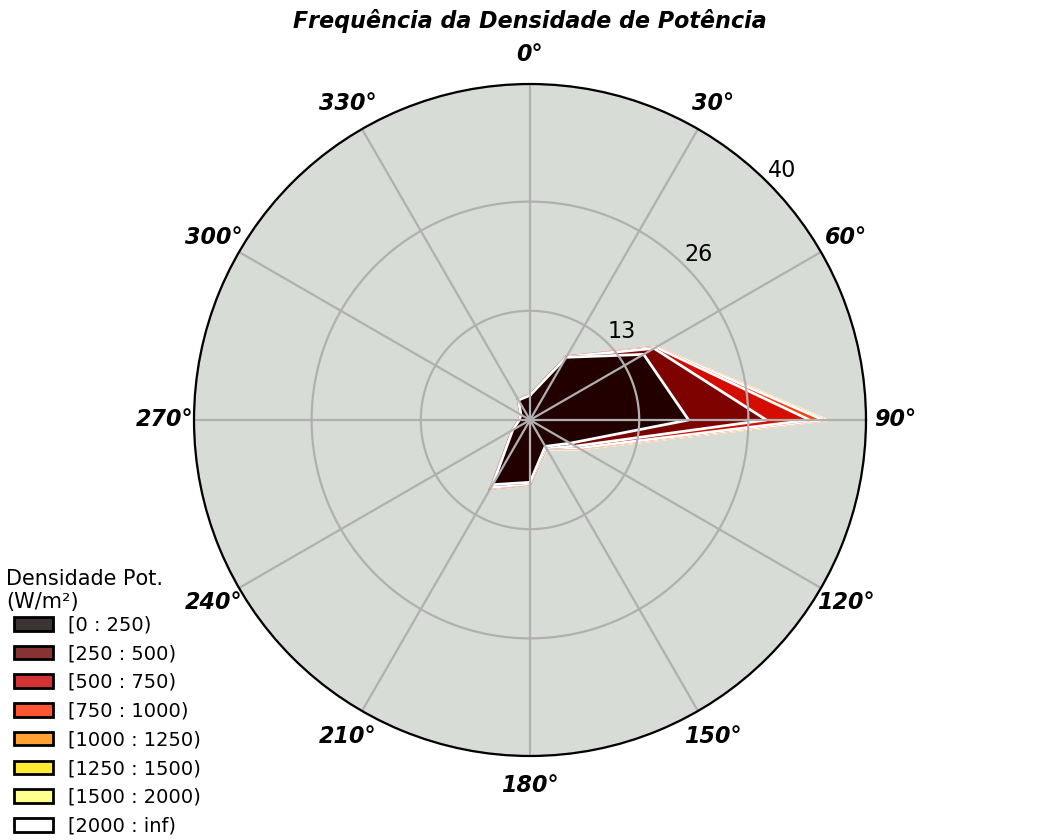 Frequência da Densidade de Potência
0°
330°
30°
40
300°
60°
26
13
270°
90°
240°
120°
210°
150°
180°
Densidade Pot.
(W/m²)
[0 : 250)
[250 : 500)
[500 : 750)
[750 : 1000)
[1000 : 1250)
[1250 : 1500)
[1500 : 2000)
[2000 : inf)